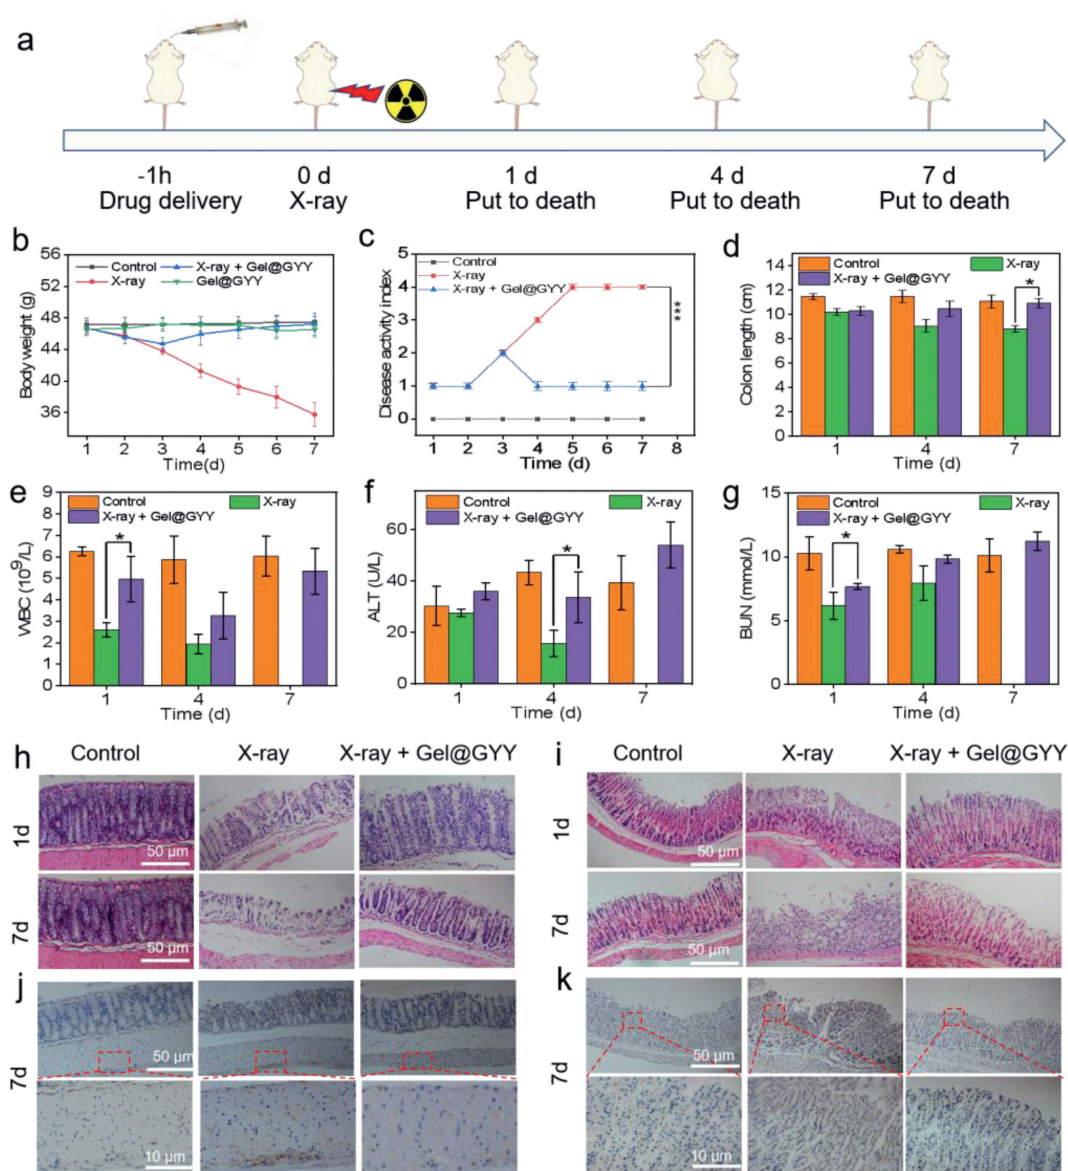 a
-1h 0 d 1 d 4 d 7 d
Drug delivery X-ray Put to death Put to death Put to death
b
56
52
48
44
40
36
Body weight (g)
Control X-ray + Gel@GYY
X-ray Gel@GYY
1 2 3 4 5 6 7
Time(d)
c
5
4
3
2
1
0
Disease activity index
Control
X-ray
X-ray + Gel@GYY
***
1 2 3 4 5 6 7 8
Time (d)
d
14
12
10
8
6
4
2
0
Colon length (cm)
Control X-ray
X-ray + Gel@GYY
*
1 4 7
Time (d)
e
9
8
7
6
5
4
3
2
1
0
WBC (10⁹/L)
Control X-ray
X-ray + Gel@GYY
*
1 4 7
Time (d)
f
60
40
20
0
ALT (U/L)
Control X-ray
X-ray + Gel@GYY
*
1 4 7
Time (d)
g
15
10
5
0
BUN (mmol/L)
Control X-ray
X-ray + Gel@GYY
*
1 4 7
Time (d)
h
Control X-ray X-ray + Gel@GYY
1d
50 µm
7d
50 µm
i
Control X-ray X-ray + Gel@GYY
1d
50 µm
7d
50 µm
j
7d
50 µm
10 µm
k
7d
50 µm
10 µm